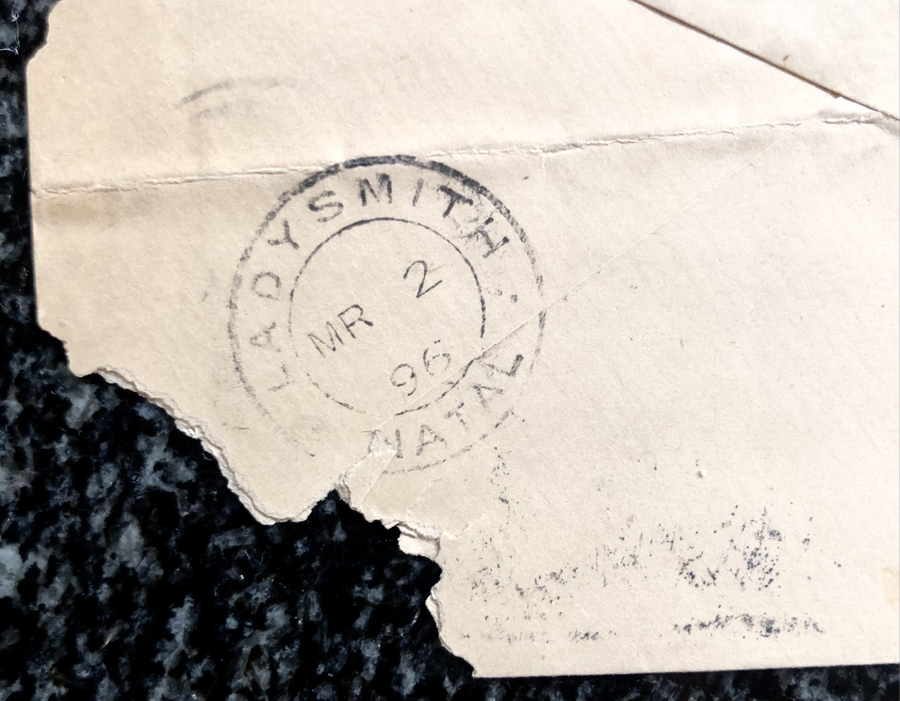 LADYSMITH
MR 2
96
NATAL